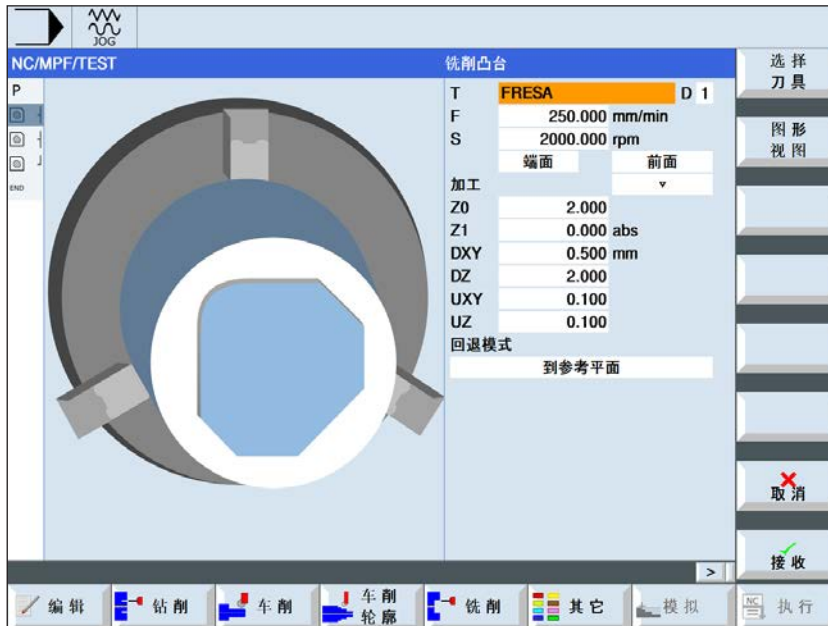 JOG
NC/MPF/TEST
铣削凸台
P
END
T FRESA D 1
F 250.000 mm/min
S 2000.000 rpm
端面 前面
加工 ▿
Z0 2.000
Z1 0.000 abs
DXY 0.500 mm
DZ 2.000
UXY 0.100
UZ 0.100
回退模式
到参考平面
选择
刀具
图形
视图
取消
接收
>
编辑
钻削
车削
车削
轮廓
铣削
其它
模拟
NC
执行